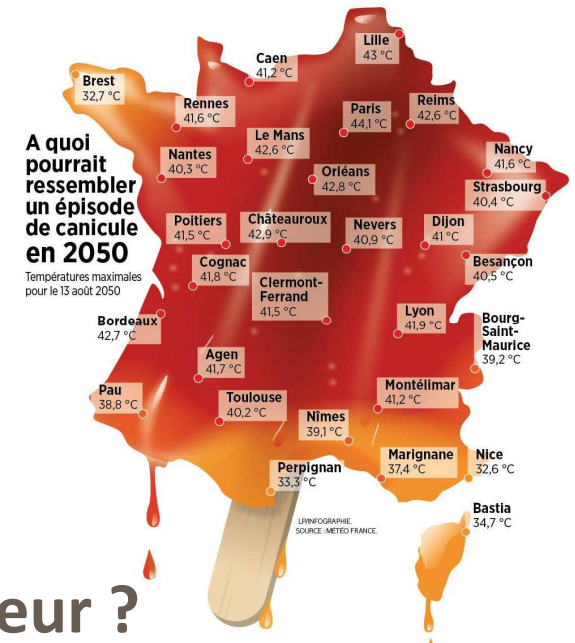 Lille
43 °C
Caen
41,2 °C
Brest
32,7 °C
Rennes
41,6 °C
Paris
44,1 °C
Reims
42,6 °C
A quoi
pourrait
ressembler
un épisode
de canicule
en 2050
Températures maximales
pour le 13 août 2050
Le Mans
42,6 °C
Nancy
41,6 °C
Nantes
40,3 °C
Orléans
42,8 °C
Strasbourg
40,4 °C
Poitiers
41,5 °C
Châteauroux
42,9 °C
Nevers
40,9 °C
Dijon
41 °C
Besançon
40,5 °C
Cognac
41,8 °C
Clermont-
Ferrand
41,5 °C
Lyon
41,9 °C
Bourg-
Saint-
Maurice
39,2 °C
Bordeaux
42,7 °C
Agen
41,7 °C
Pau
38,8 °C
Toulouse
40,2 °C
Montélimar
41,2 °C
Nîmes
39,1 °C
Marignane
37,4 °C
Nice
32,6 °C
Perpignan
33,3 °C
Bastia
34,7 °C
LP/INFOGRAPHIE.
SOURCE : MÉTÉO FRANCE.
eur ?